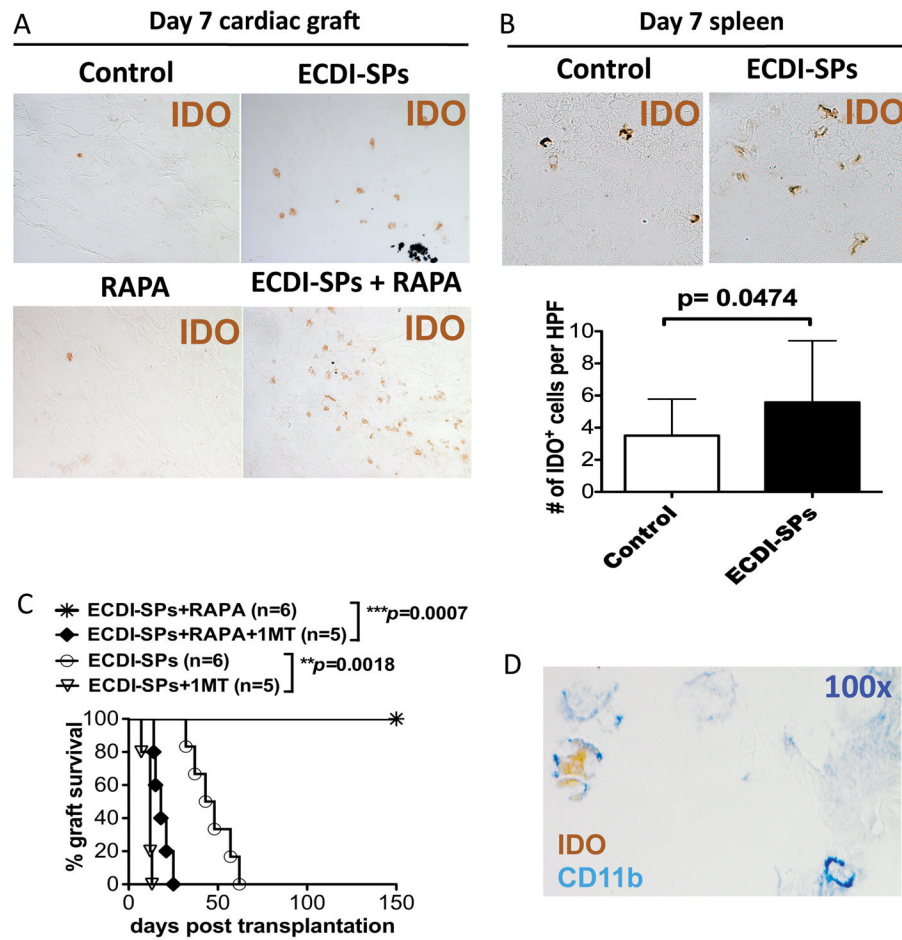 A
Day 7 cardiac graft
Control
ECDI-SPs
IDO
IDO
RAPA
ECDI-SPs + RAPA
IDO
IDO
B
Day 7 spleen
Control
ECDI-SPs
IDO
IDO
p= 0.0474
# of IDO+ cells per HPF
10
8
6
4
2
0
Control
ECDI-SPs
C
ECDI-SPs+RAPA (n=6)
ECDI-SPs+RAPA+1MT (n=5)
***p=0.0007
ECDI-SPs (n=6)
ECDI-SPs+1MT (n=5)
**p=0.0018
% graft survival
100
80
60
40
20
0
0
50
100
150
days post transplantation
D
100x
IDO
CD11b